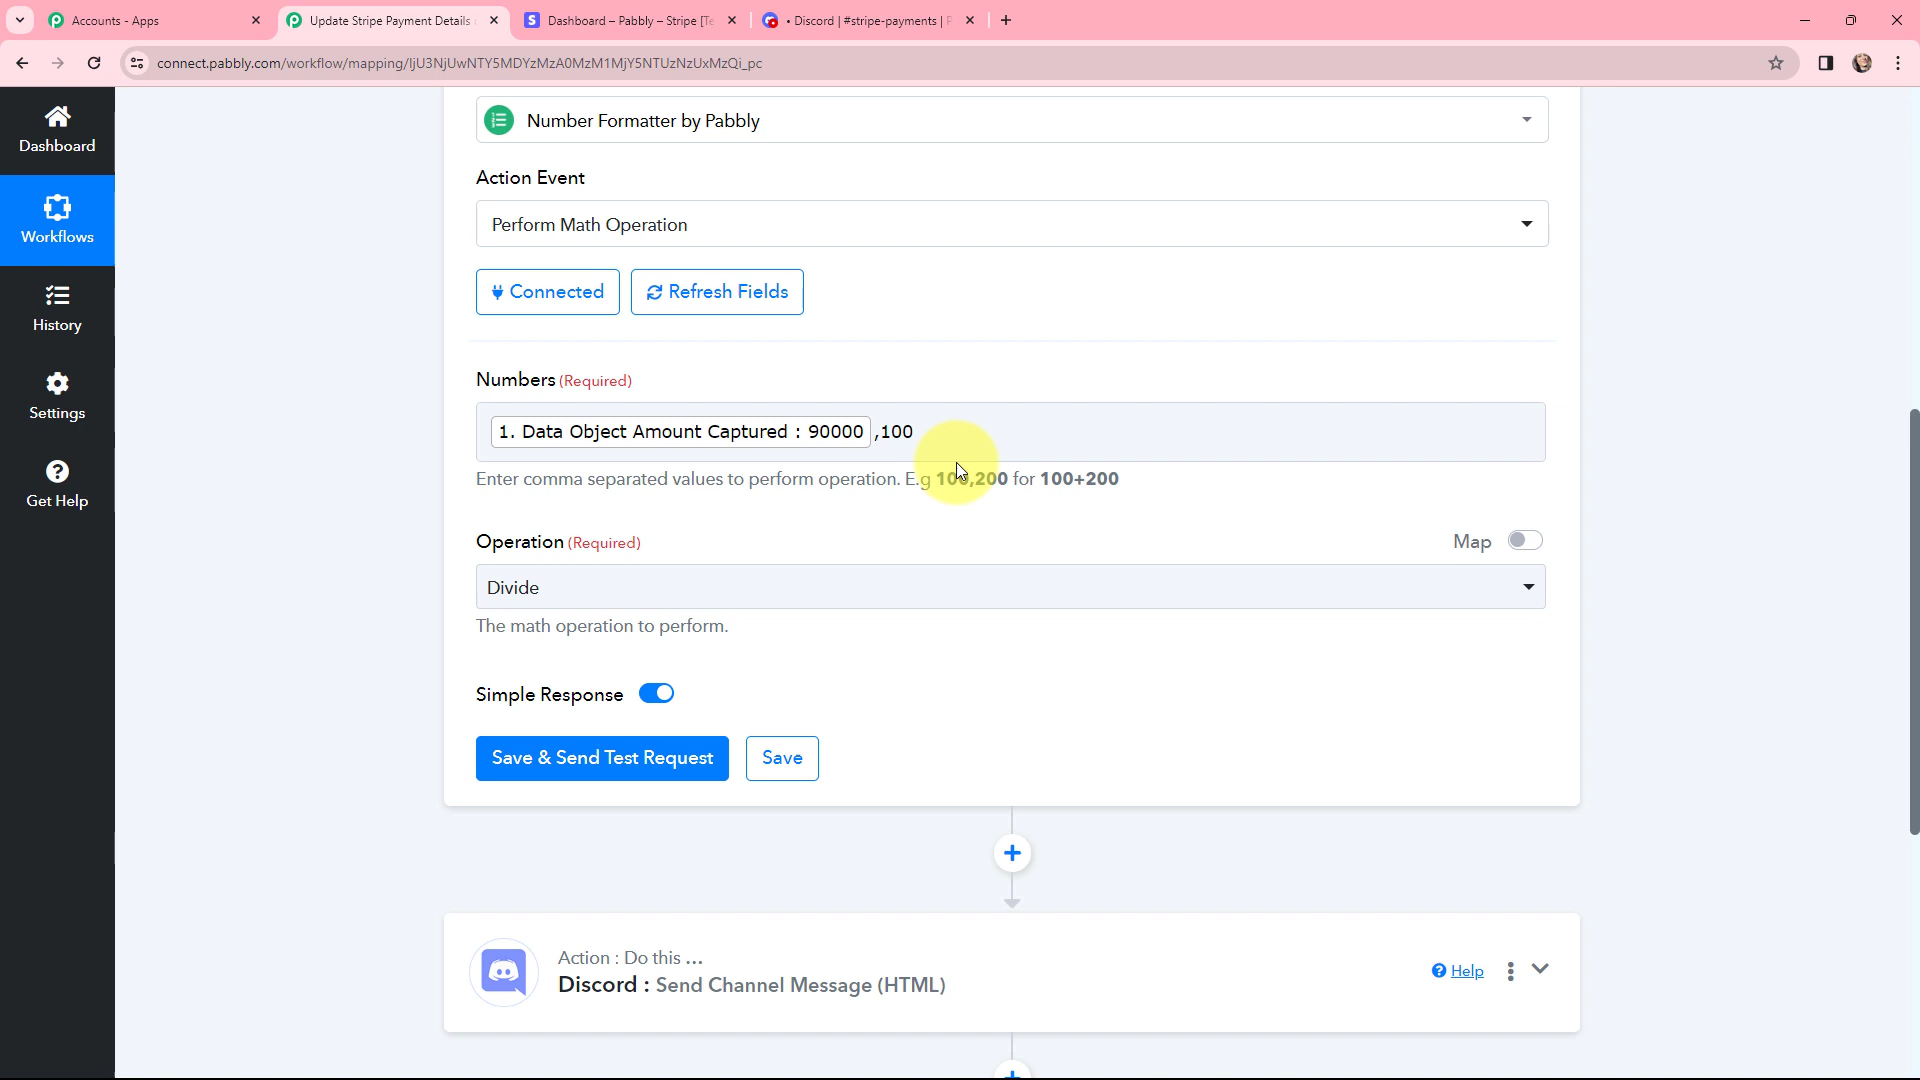 Accounts - Apps
Update Stripe Payment Details
Dashboard – Pabbly – Stripe [Te
• Discord | #stripe-payments | P
connect.pabbly.com/workflow/mapping/IjU3NjUwNTY5MDYzMzA0MzM1MjY5NTUzNzUxMzQi_pc
Dashboard
Workflows
History
Settings
Get Help
Number Formatter by Pabbly
Action Event
Perform Math Operation
Connected
Refresh Fields
Numbers (Required)
1. Data Object Amount Captured : 90000 ,100
Enter comma separated values to perform operation. E.g 100,200 for 100+200
Operation (Required)
Map
Divide
The math operation to perform.
Simple Response
Save & Send Test Request
Save
Action : Do this ...
Discord : Send Channel Message (HTML)
Help